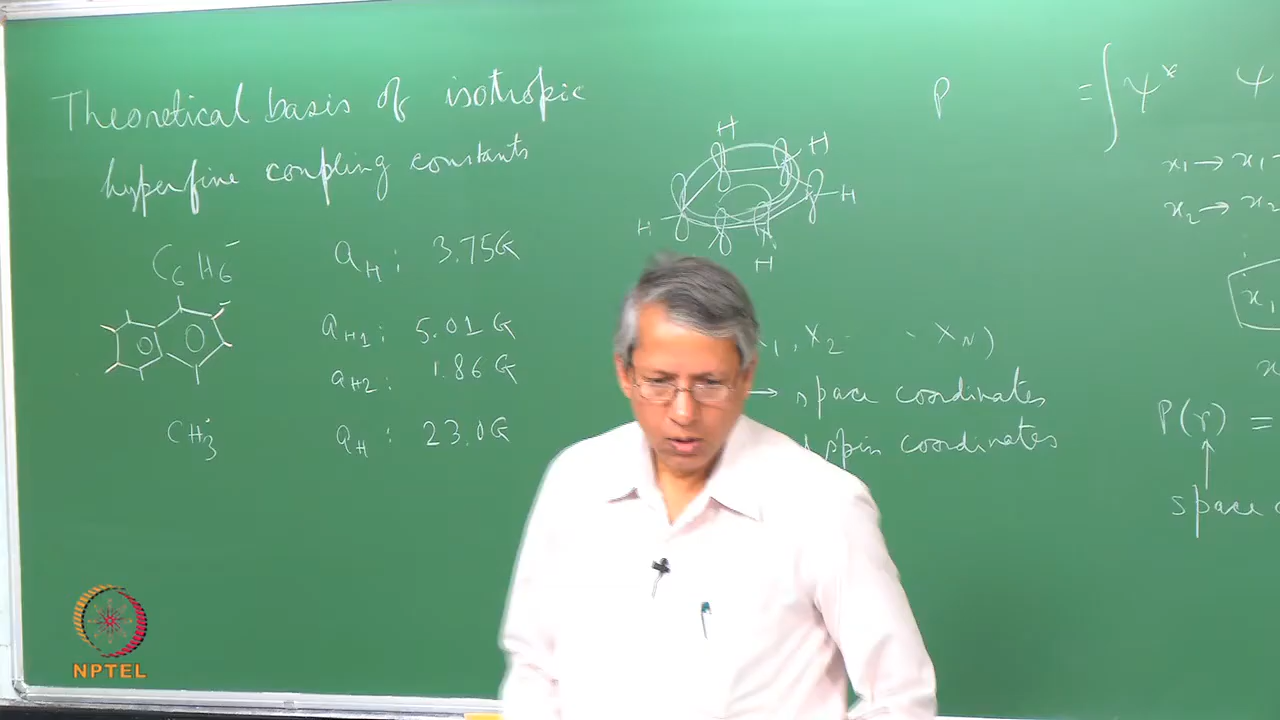 Theoretical basis of isotropic
hyperfine coupling constants
C6H6⁻
aH : 3.75G
aH1 : 5.01 G
aH2 : 1.86 G
CH3•
aH : 23.0G
H
H
H
H
H
H
P = ∫ψ* ψ
x1 → x1
x2 → x2
1, x2 - - xN)
→ space coordinates
spin coordinates
x1
P(r) =
space
NPTEL